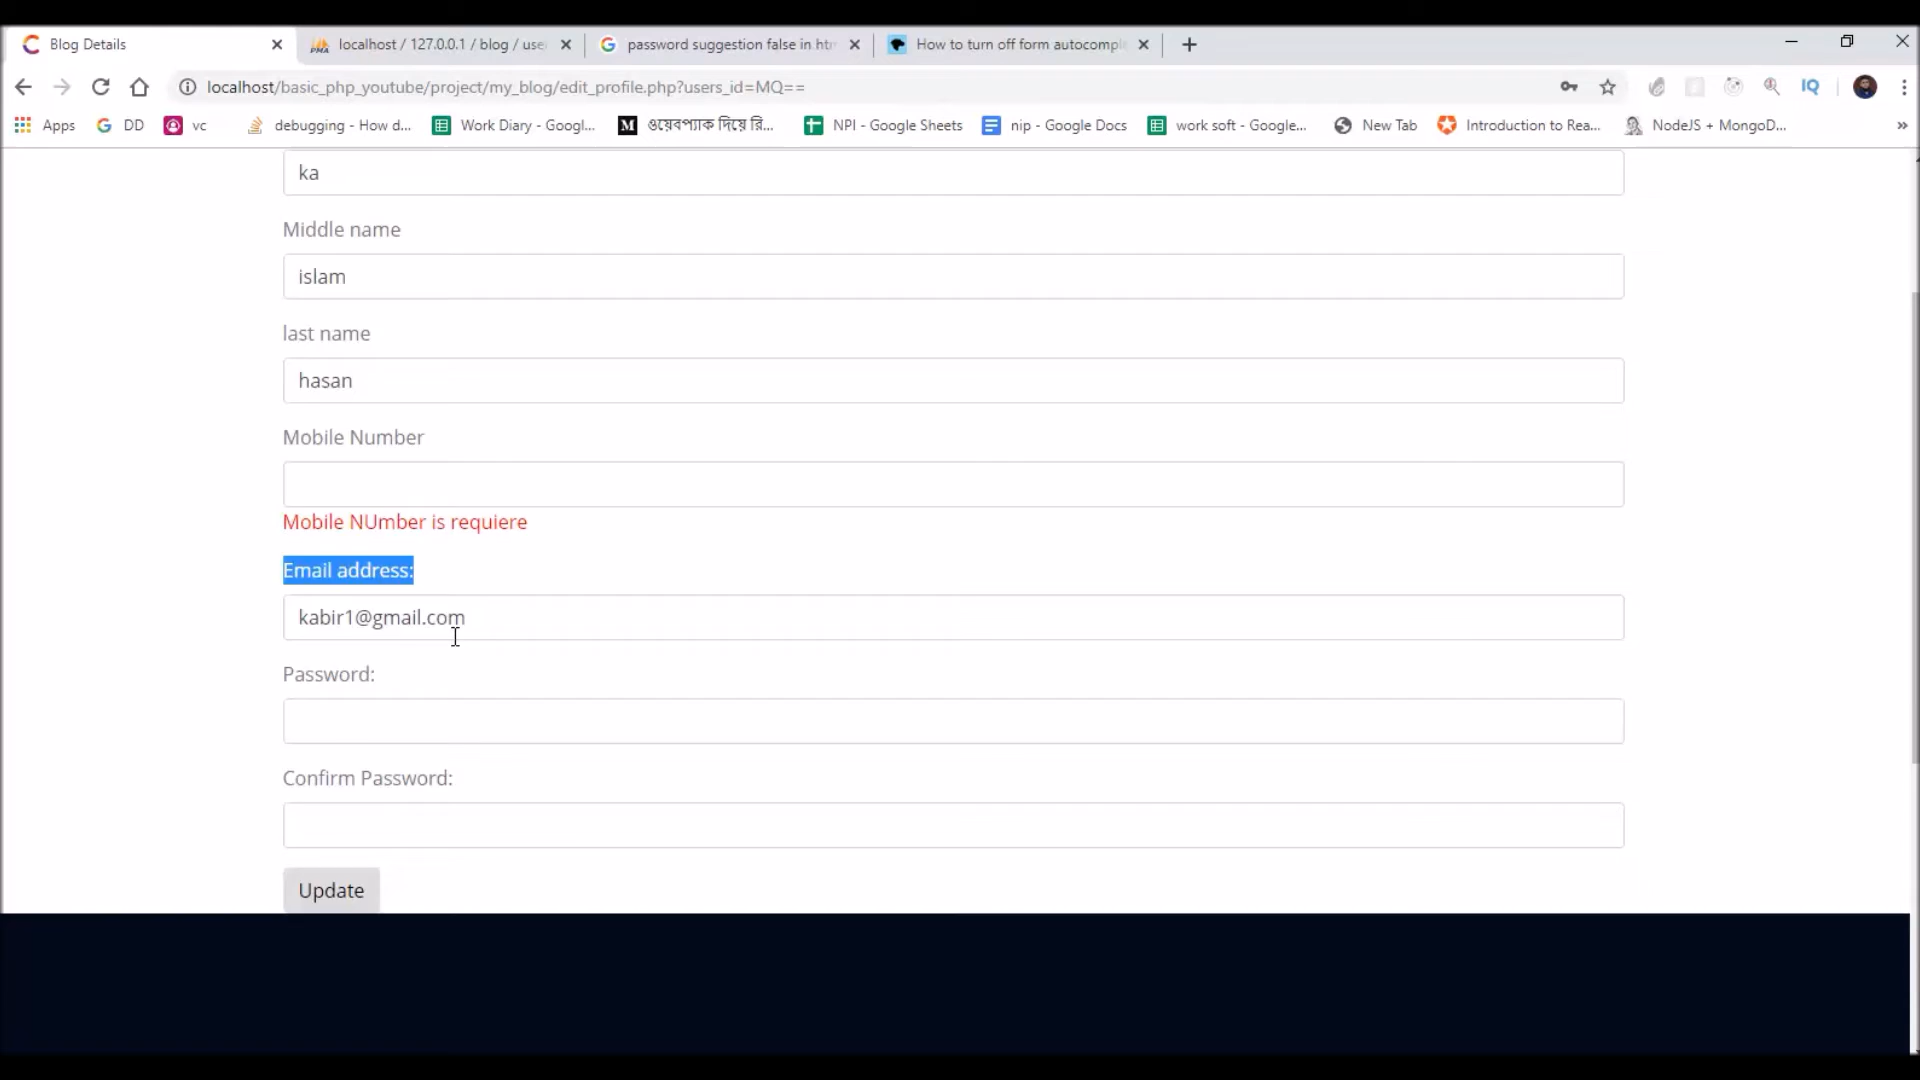 Blog Details
localhost / 127.0.0.1 / blog / use
password suggestion false in htm
How to turn off form autocompl
localhost/basic_php_youtube/project/my_blog/edit_profile.php?users_id=MQ==
IQ
Apps
DD
vc
debugging - How d...
Work Diary - Googl...
ওয়েবপ্যাক দিয়ে রি...
NPI - Google Sheets
nip - Google Docs
work soft - Google...
New Tab
Introduction to Rea...
NodeJS + MongoD...
ka
Middle name
islam
last name
hasan
Mobile Number
Mobile NUmber is requiere
Email address:
kabir1@gmail.com
Password:
Confirm Password:
Update